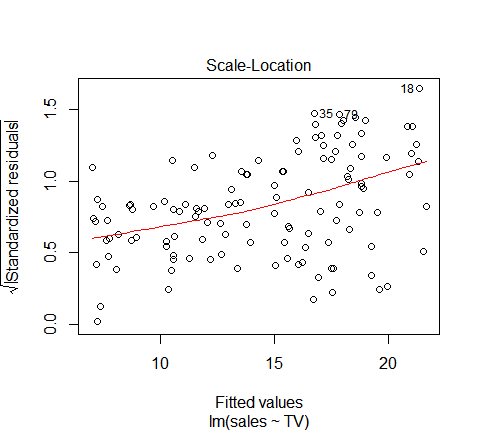 Scale-Location
√|Standardized residuals|
0.0
0.5
1.0
1.5
18
35
79
10
15
20
Fitted values
lm(sales ~ TV)